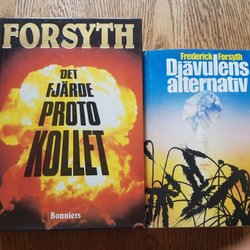 FORSYTH
DET
FJÄRDE
PROTO
KOLLET
Bonniers
Frederick Forsyth
Djävulens
alternativ